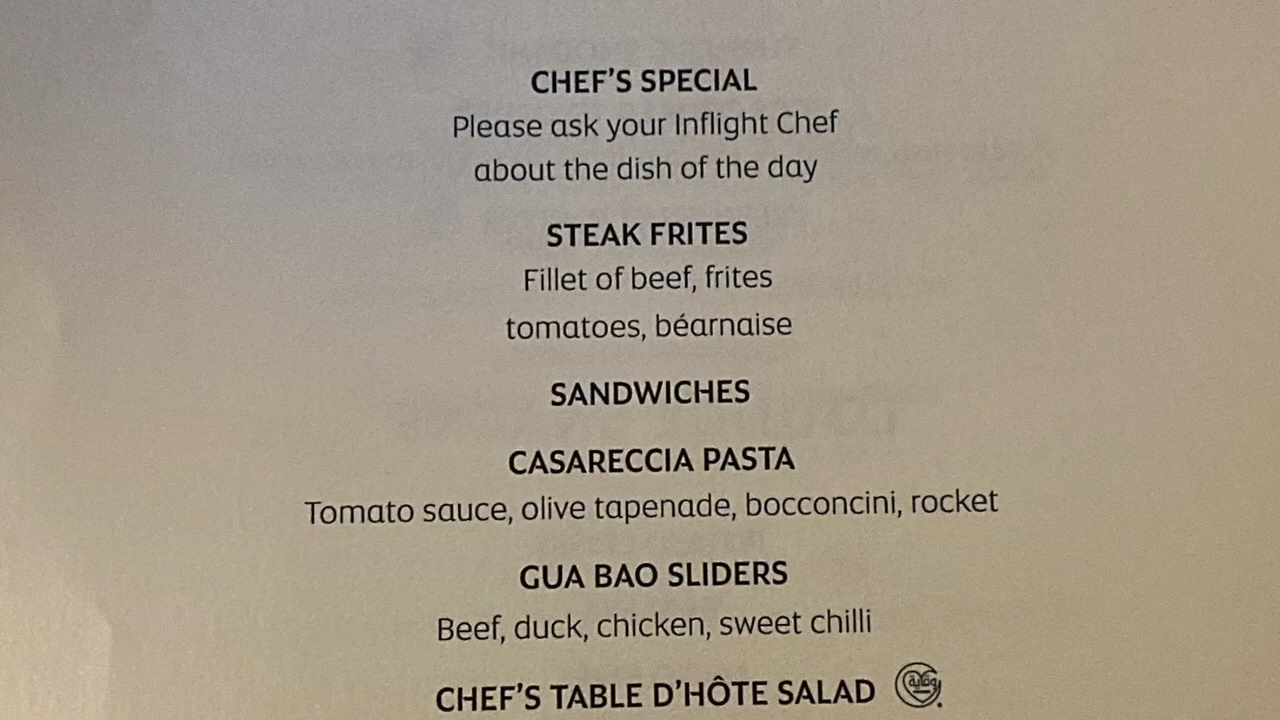 CHEF'S SPECIAL
Please ask your Inflight Chef
about the dish of the day
STEAK FRITES
Fillet of beef, frites
tomatoes, béarnaise
SANDWICHES
CASARECCIA PASTA
Tomato sauce, olive tapenade, bocconcini, rocket
GUA BAO SLIDERS
Beef, duck, chicken, sweet chilli
CHEF'S TABLE D'HÔTE SALAD